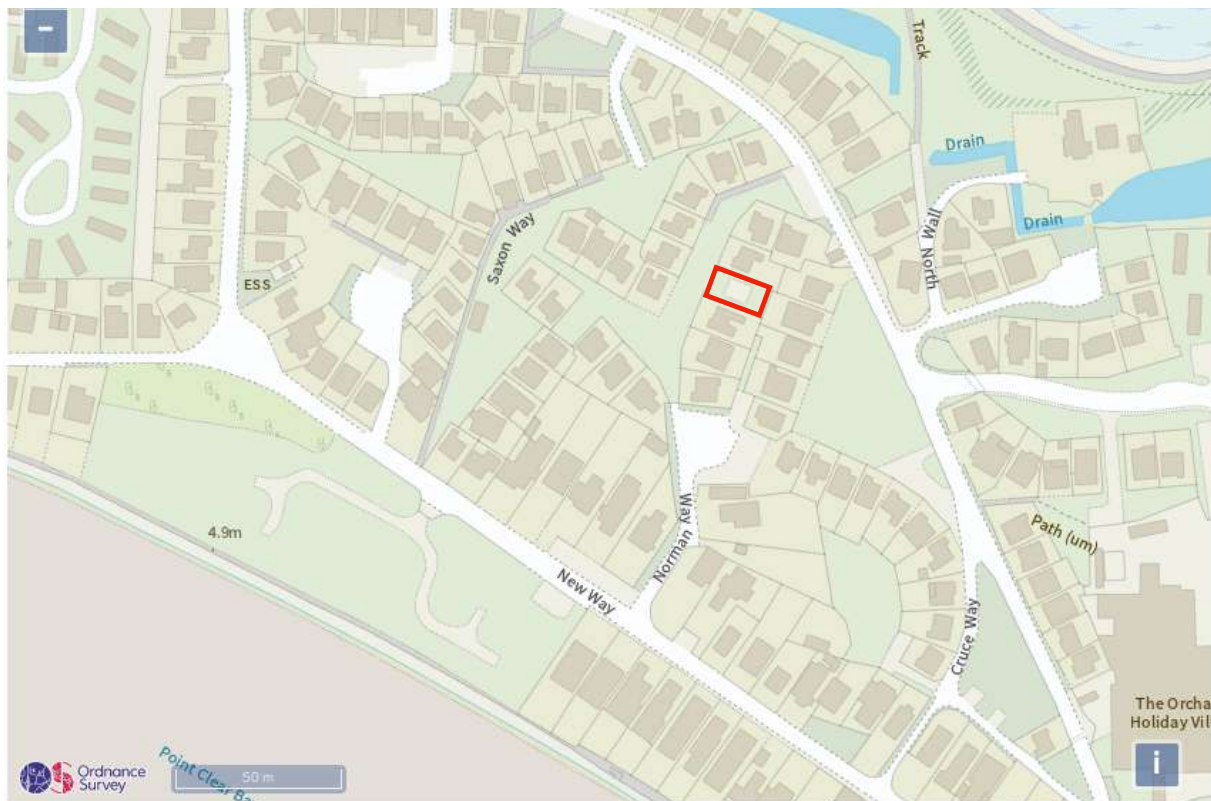 −
Track
Drain
Drain
Saxon Way
North Wall
ESS
Norman Way
Path (um)
4.9m
New Way
Cruce Way
The Orcha
Holiday Vil
Point Clear Ba
Ordnance
Survey
50 m
i